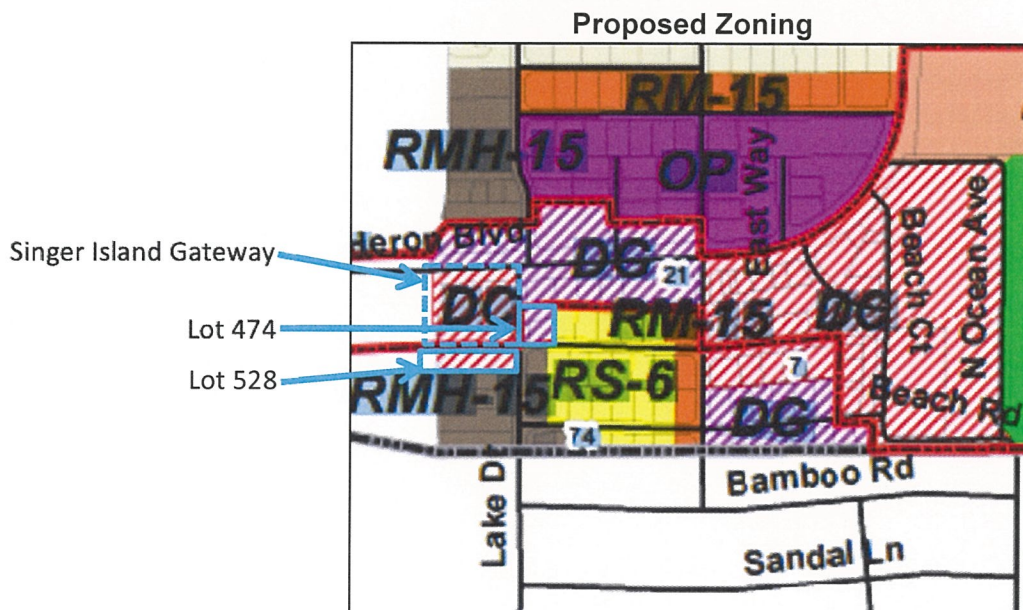 Proposed Zoning
RM-15
RMH-15
OP
East Way
Heron Blvd
DG
21
Singer Island Gateway
DC
Lot 474
RM-15
DC
Beach Ct
N Ocean Ave
Lot 528
RMH-15
RS-6
7
DG
Beach Rd
74
Lake Dr
Bamboo Rd
Sandal Ln